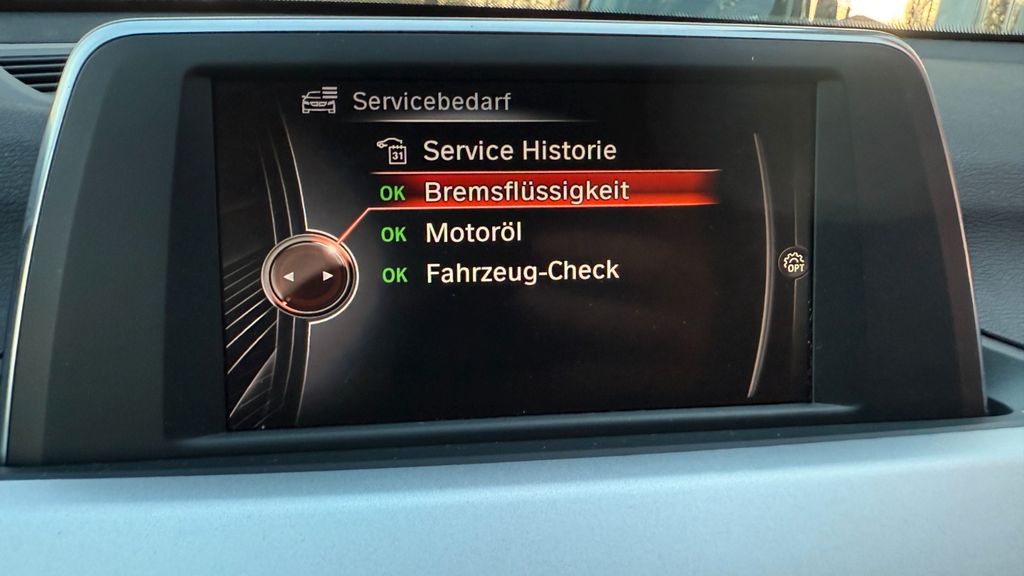 Servicebedarf
31 Service Historie
OK Bremsflüssigkeit
OK Motoröl
OK Fahrzeug-Check
OPT